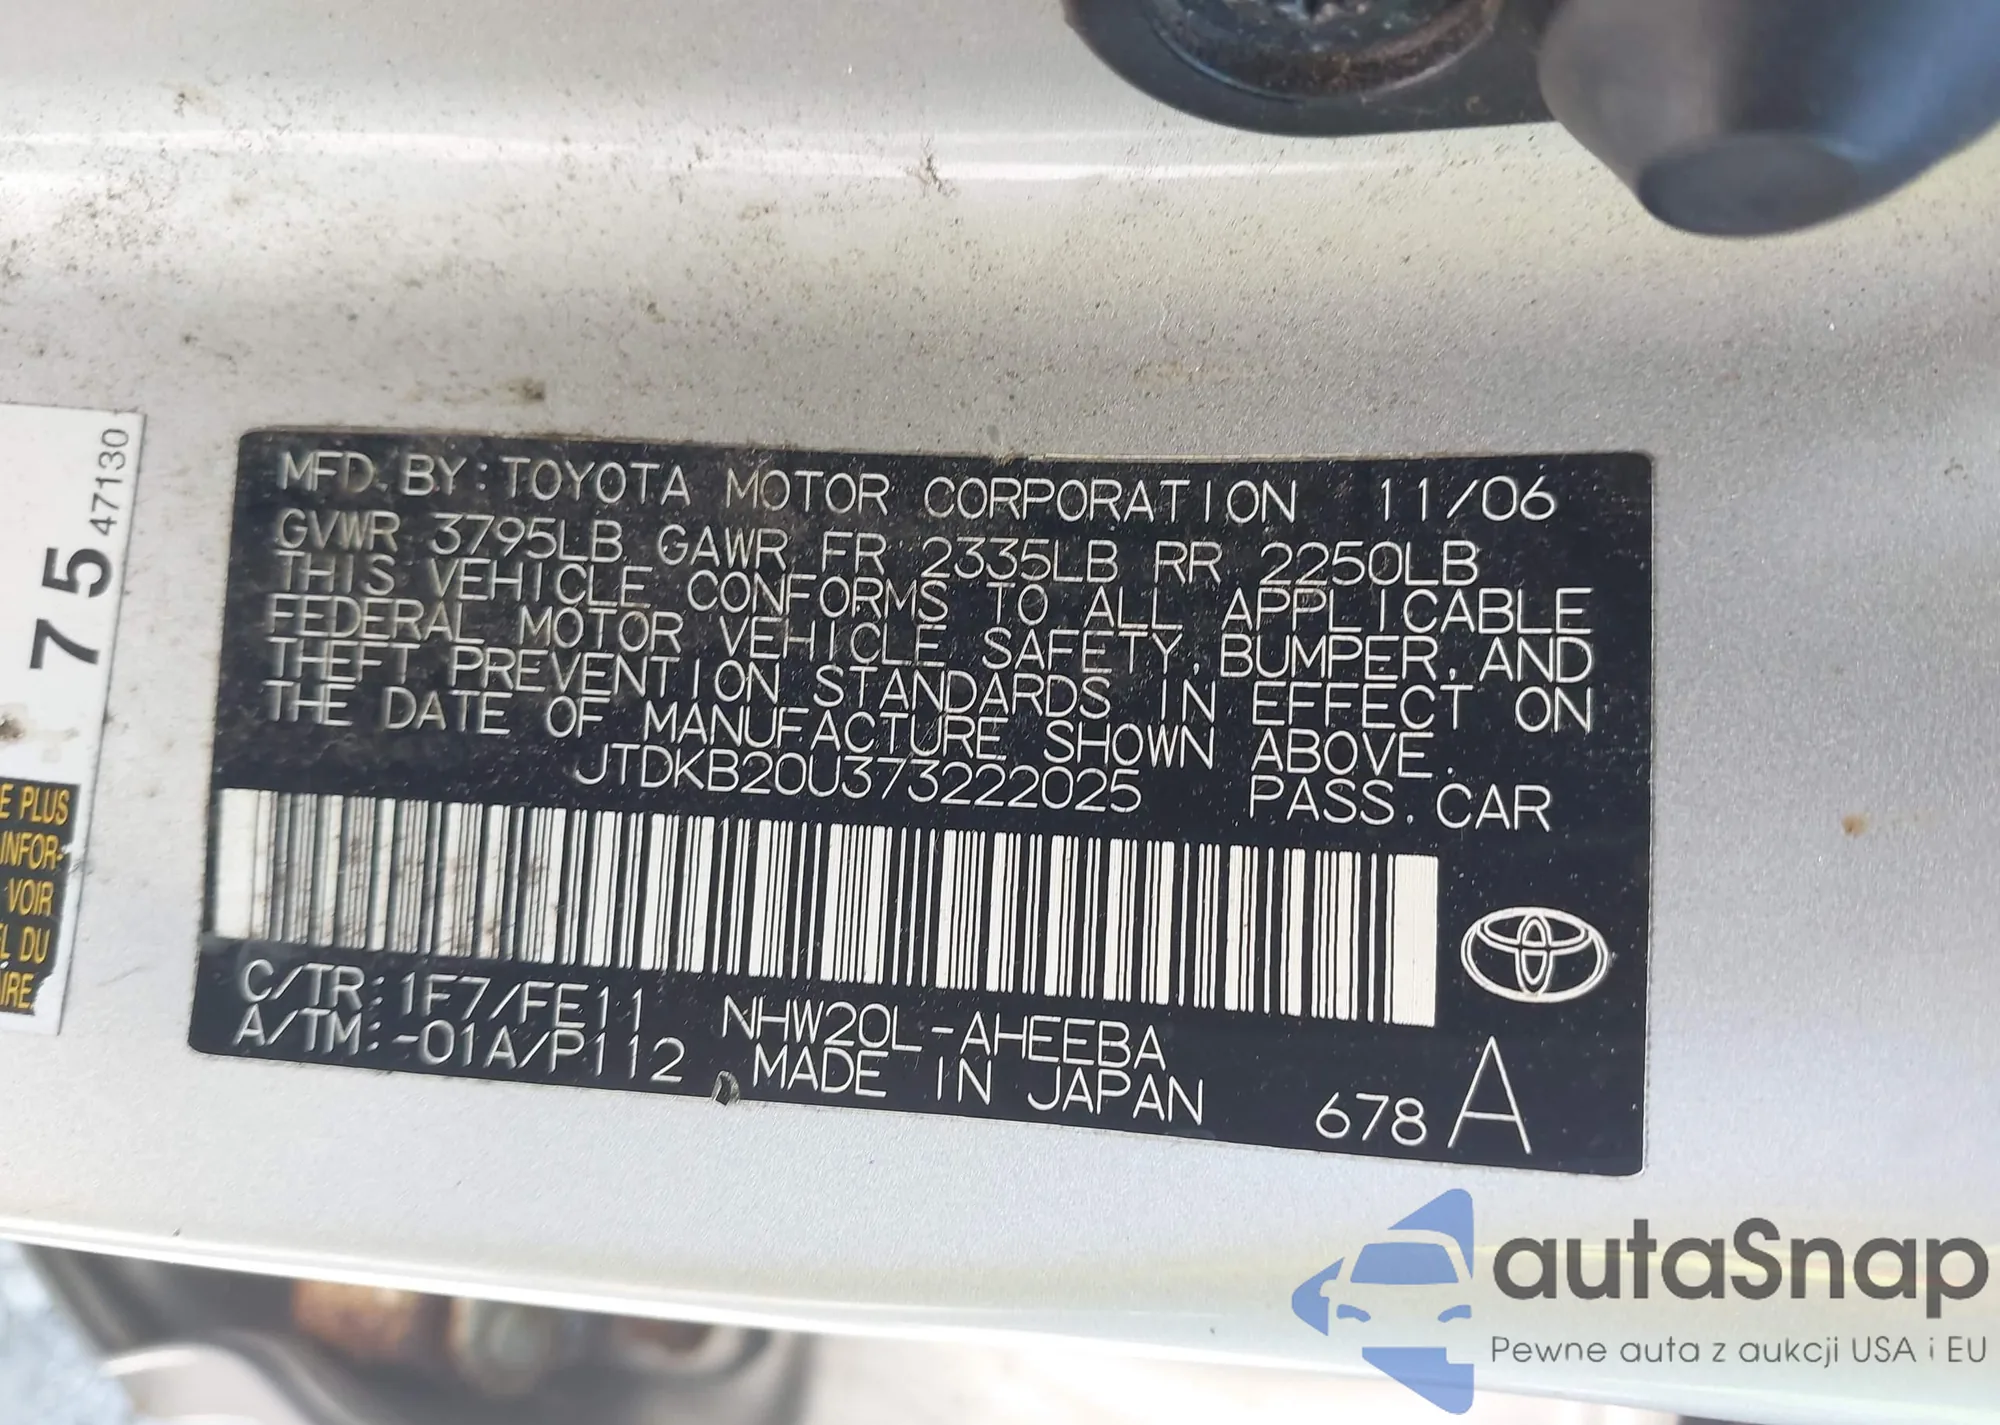 MFD. BY: TOYOTA MOTOR CORPORATION 11/06
GVWR 3795LB GAWR FR 2335LB RR 2250LB
THIS VEHICLE CONFORMS TO ALL APPLICABLE
FEDERAL MOTOR VEHICLE SAFETY, BUMPER, AND
THEFT PREVENTION STANDARDS IN EFFECT ON
THE DATE OF MANUFACTURE SHOWN ABOVE.
JTDKB20U373222025 PASS. CAR
C/TR: 1F7/FE11 NHW20L-AHEEBA
A/TM: -01A/P112 MADE IN JAPAN
678 A
75 471130
E PLUS
INFOR-
VOIR
L DU
IRE.
autaSnap
Pewne auta z aukcji USA i EU